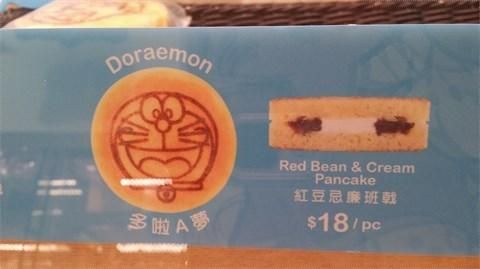 Doraemon
多啦A夢
Red Bean & Cream
Pancake
紅豆忌廉班戟
$18/pc